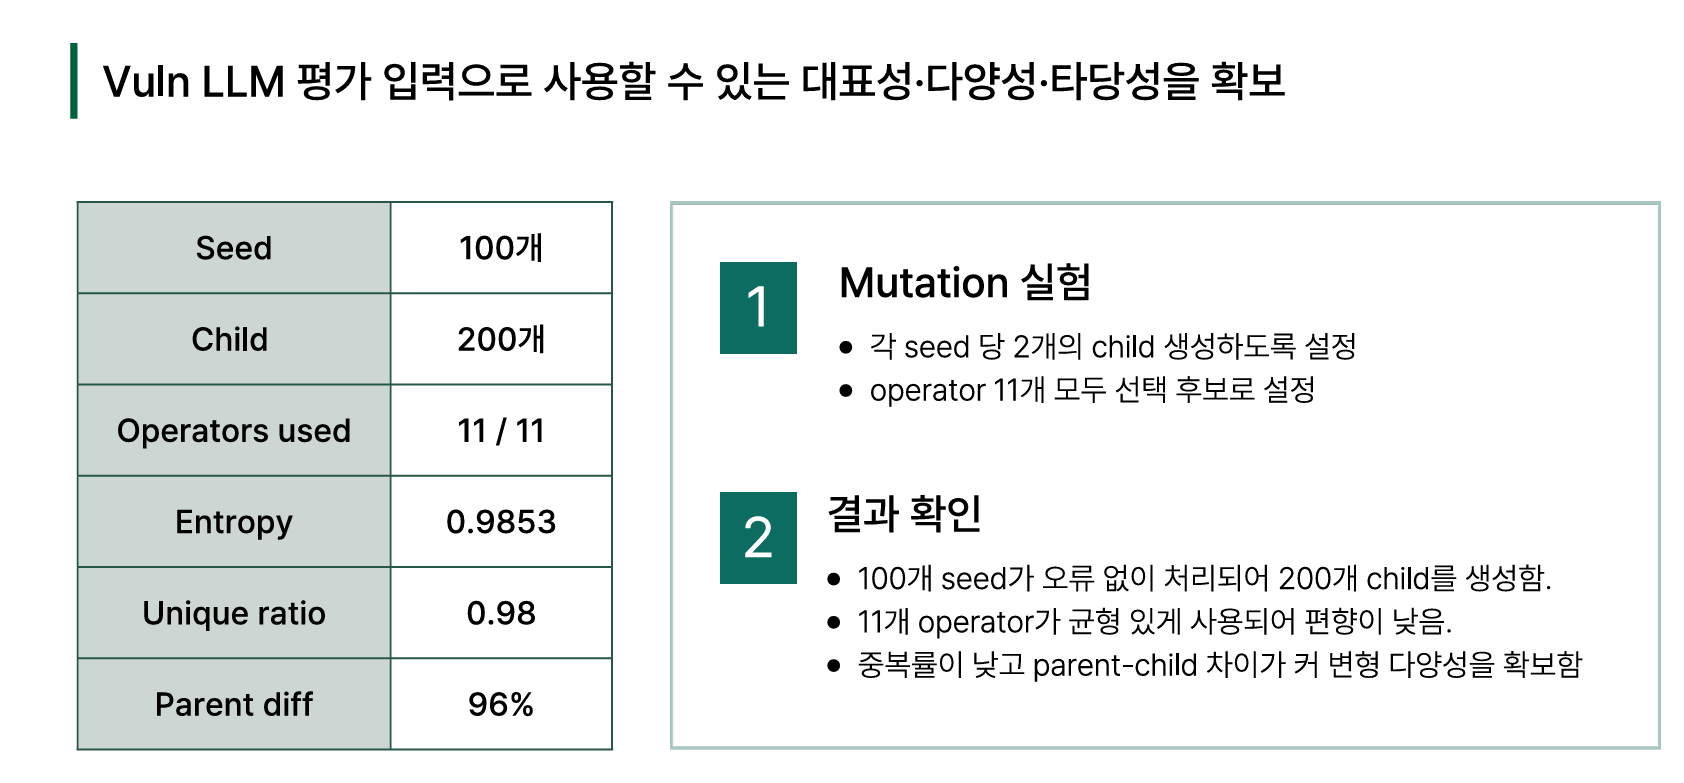 Vuln LLM 평가 입력으로 사용할 수 있는 대표성·다양성·타당성을 확보
Seed 100개
Child 200개
Operators used 11 / 11
Entropy 0.9853
Unique ratio 0.98
Parent diff 96%
1 Mutation 실험
● 각 seed 당 2개의 child 생성하도록 설정
● operator 11개 모두 선택 후보로 설정
2 결과 확인
● 100개 seed가 오류 없이 처리되어 200개 child를 생성함.
● 11개 operator가 균형 있게 사용되어 편향이 낮음.
● 중복률이 낮고 parent-child 차이가 커 변형 다양성을 확보함